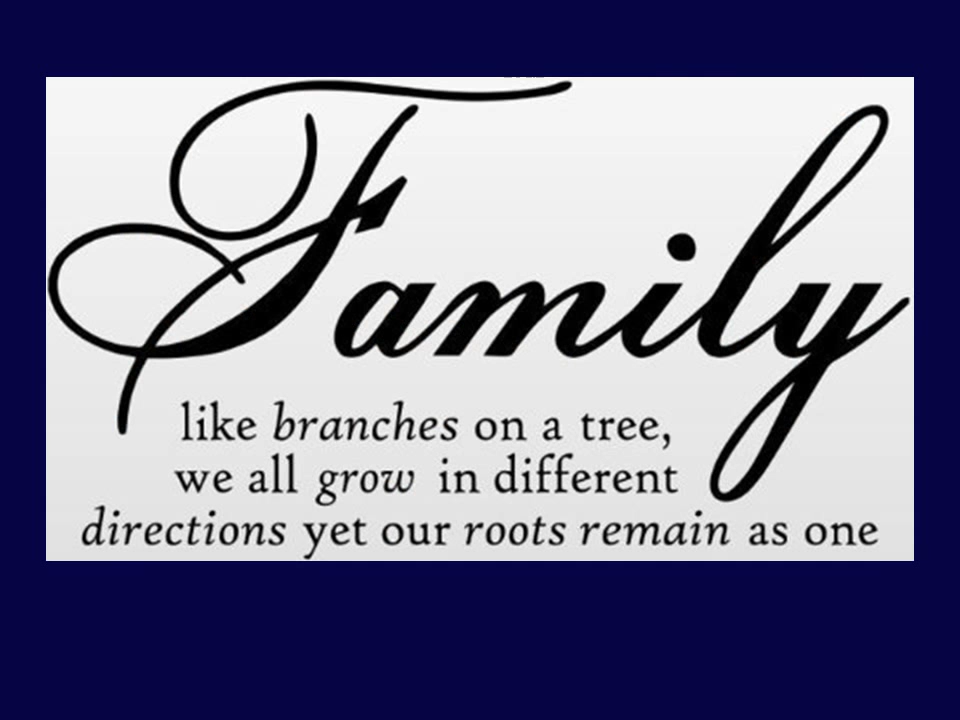 Family
like branches on a tree,
we all grow in different
directions yet our roots remain as one